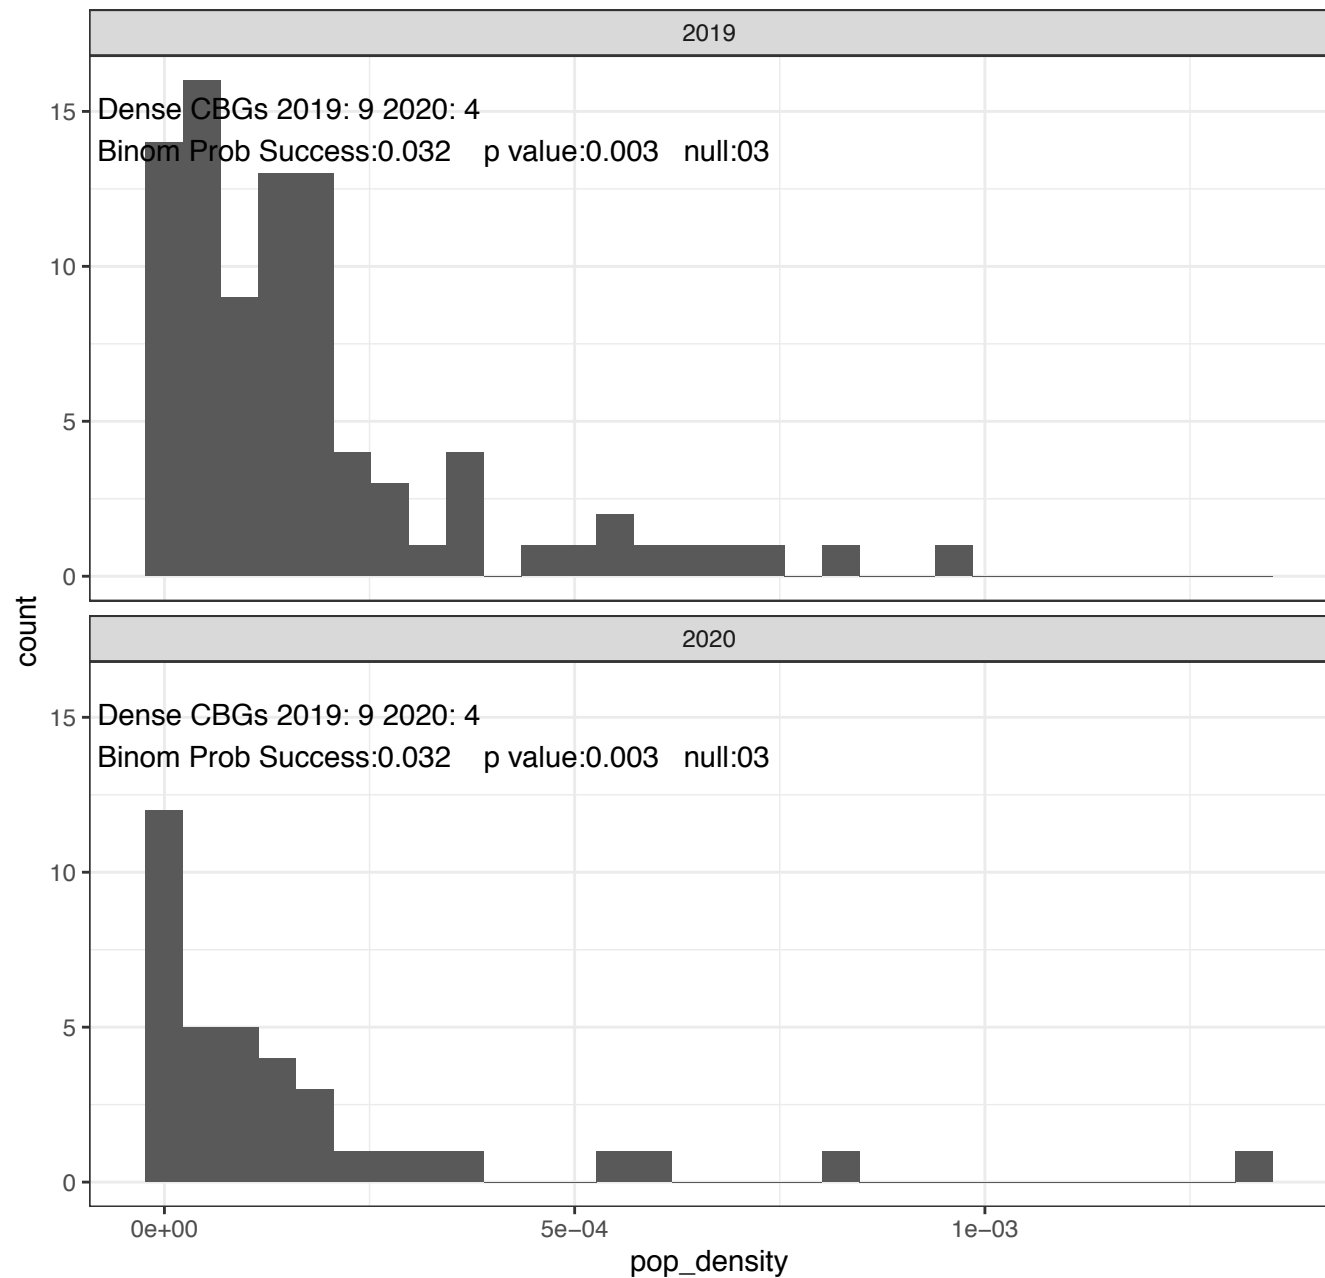 2019
15
Dense CBGs 2019: 9 2020: 4
Binom Prob Success:0.032 p value:0.003 null:03
10
5
0
count
2020
15
Dense CBGs 2019: 9 2020: 4
Binom Prob Success:0.032 p value:0.003 null:03
10
5
0
0e+00 5e−04 1e−03
pop_density